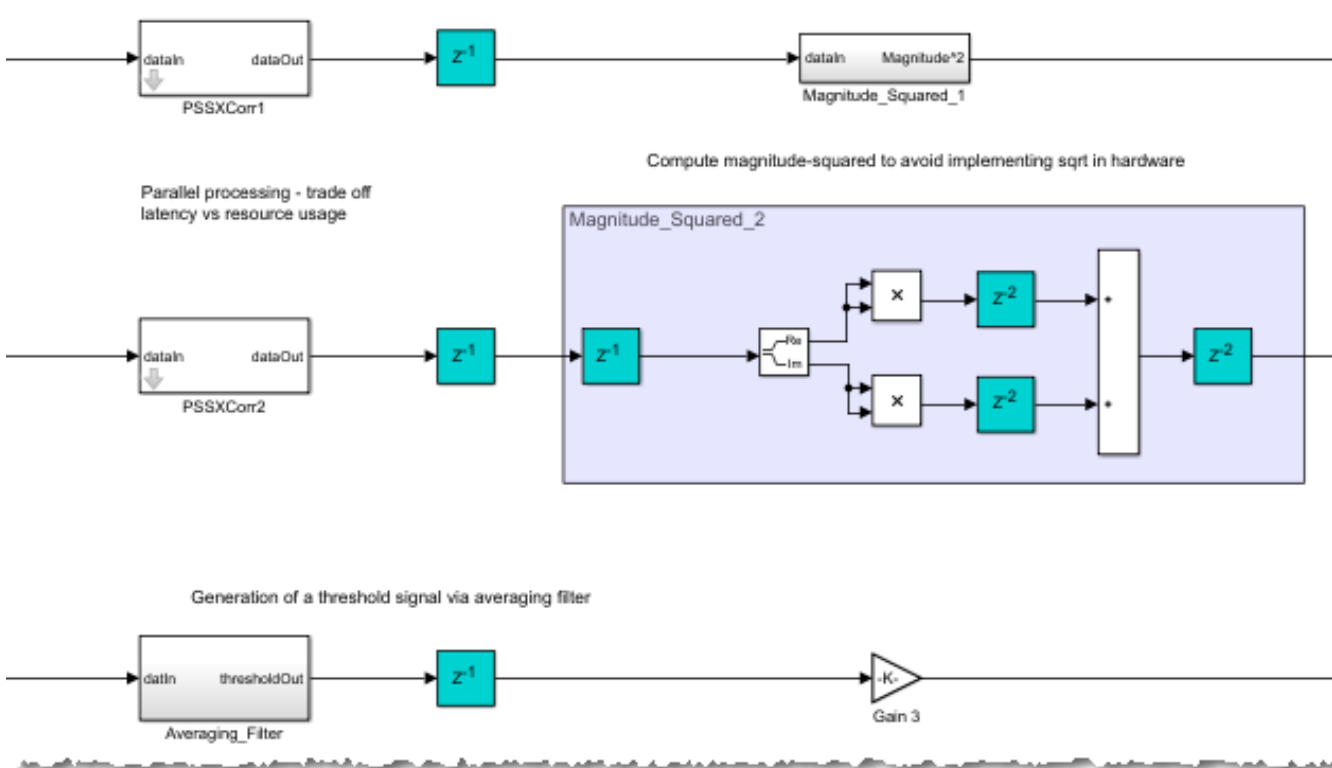 dataIn dataOut
Z-1
dataIn Magnitude^2
PSSXCorr1
Magnitude_Squared_1
Compute magnitude-squared to avoid implementing sqrt in hardware
Parallel processing - trade off
latency vs resource usage
Magnitude_Squared_2
×
Z-2
+
dataIn dataOut
Z-1
Z-1
Re
Im
Z-2
PSSXCorr2
×
Z-2
+
Generation of a threshold signal via averaging filter
datIn thresholdOut
Z-1
-K-
Gain 3
Averaging_Filter